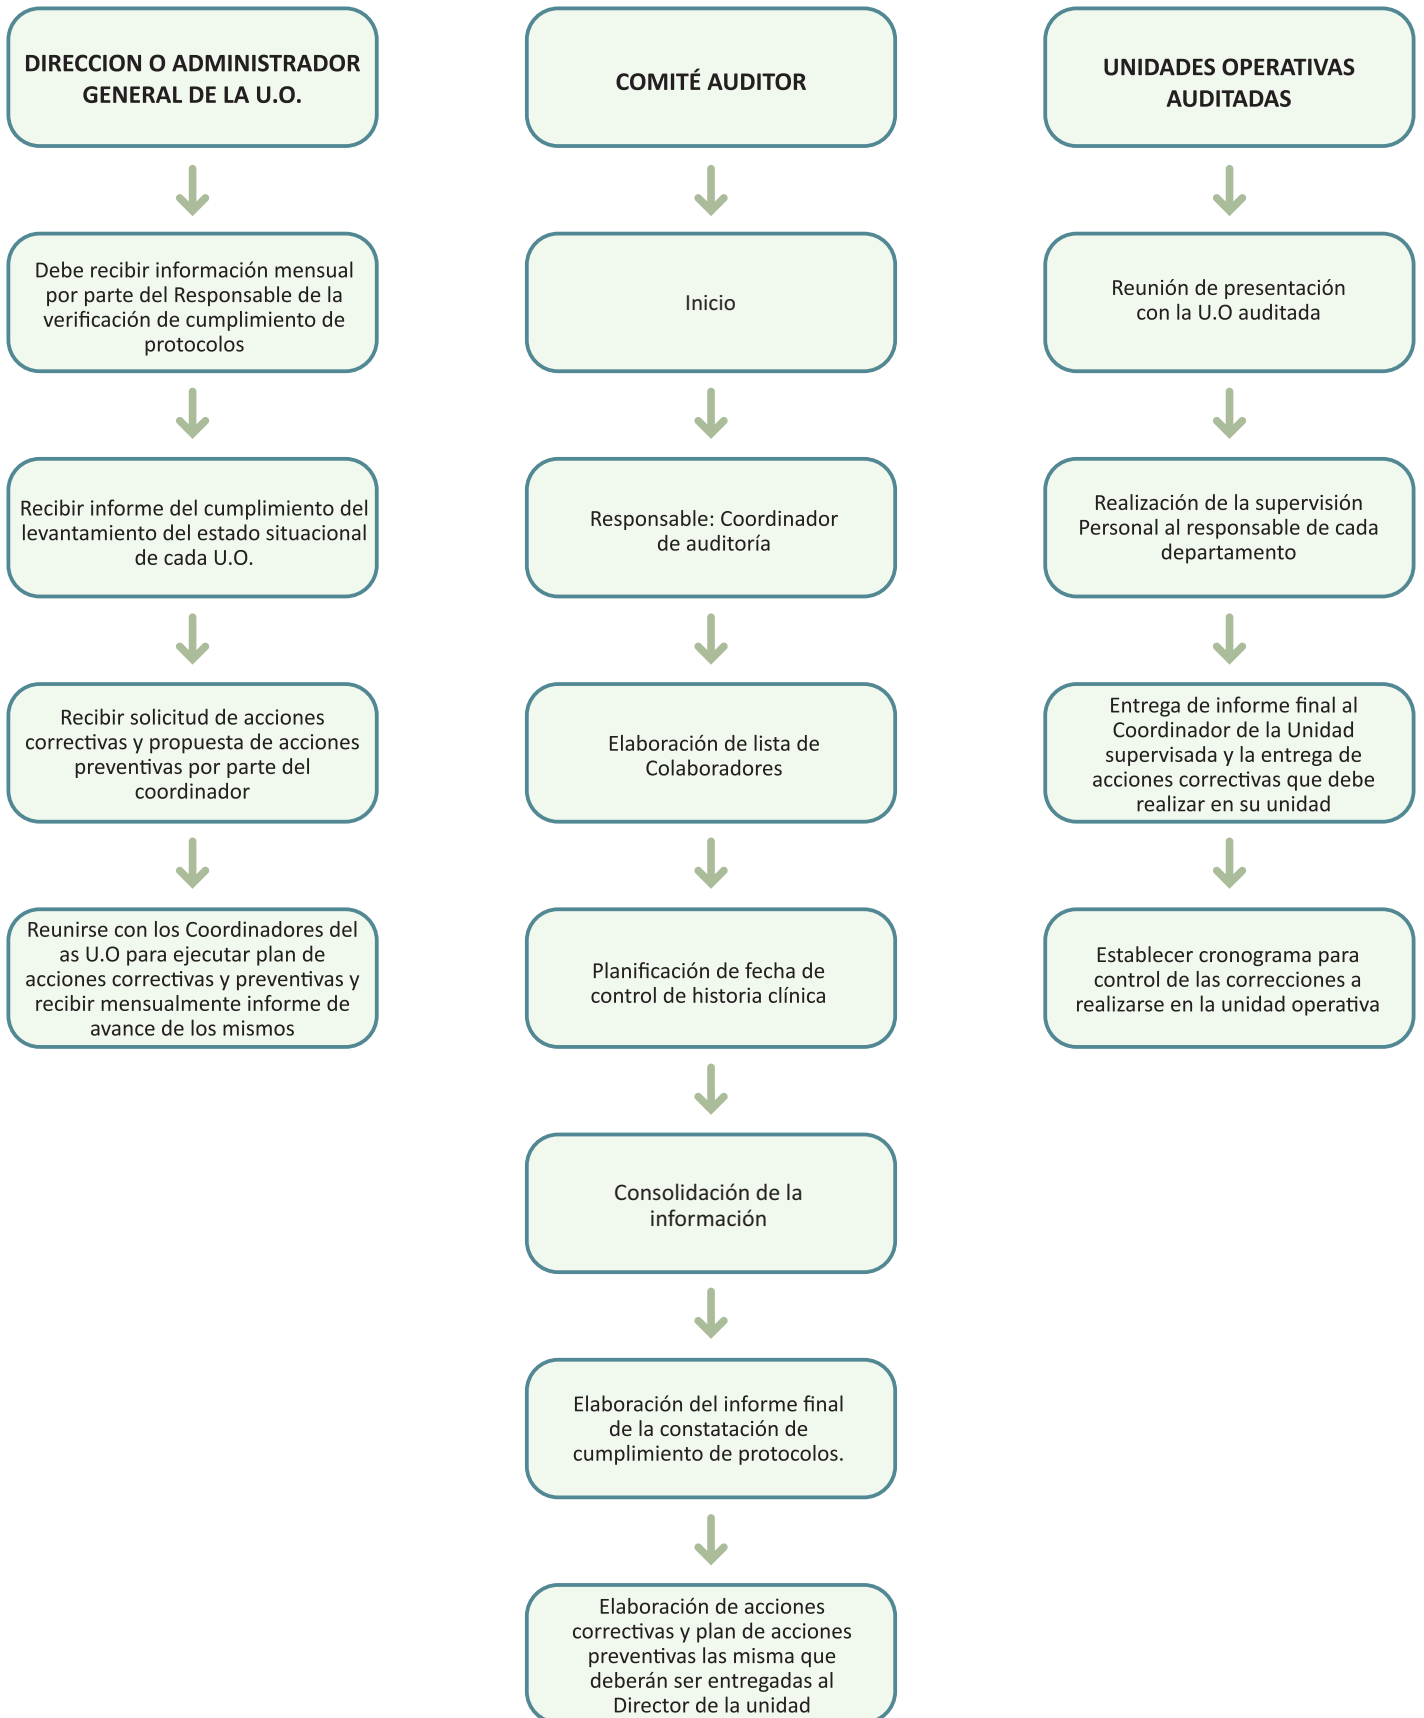 DIRECCION O ADMINISTRADOR
GENERAL DE LA U.O.
Debe recibir información mensual
por parte del Responsable de la
verificación de cumplimiento de
protocolos
Recibir informe del cumplimiento del
levantamiento del estado situacional
de cada U.O.
Recibir solicitud de acciones
correctivas y propuesta de acciones
preventivas por parte del
coordinador
Reunirse con los Coordinadores del
as U.O para ejecutar plan de
acciones correctivas y preventivas y
recibir mensualmente informe de
avance de los mismos
COMITÉ AUDITOR
Inicio
Responsable: Coordinador
de auditoría
Elaboración de lista de
Colaboradores
Planificación de fecha de
control de historia clínica
Consolidación de la
información
Elaboración del informe final
de la constatación de
cumplimiento de protocolos.
Elaboración de acciones
correctivas y plan de acciones
preventivas las misma que
deberán ser entregadas al
Director de la unidad
UNIDADES OPERATIVAS
AUDITADAS
Reunión de presentación
con la U.O auditada
Realización de la supervisión
Personal al responsable de cada
departamento
Entrega de informe final al
Coordinador de la Unidad
supervisada y la entrega de
acciones correctivas que debe
realizar en su unidad
Establecer cronograma para
control de las correcciones a
realizarse en la unidad operativa